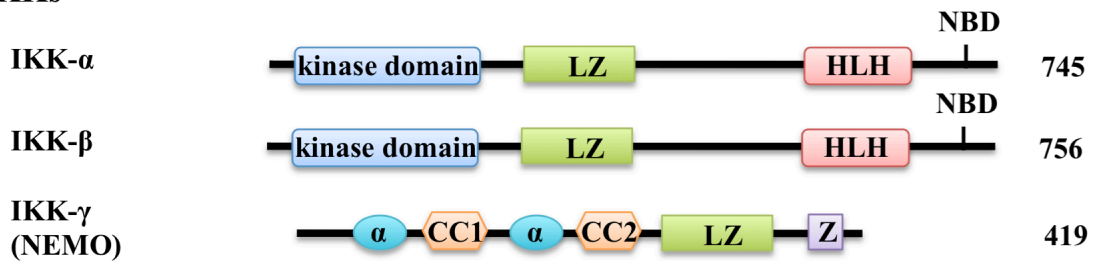 NBD
IKK-α kinase domain LZ HLH 745
NBD
IKK-β kinase domain LZ HLH 756
IKK-γ
(NEMO) α CC1 α CC2 LZ Z 419